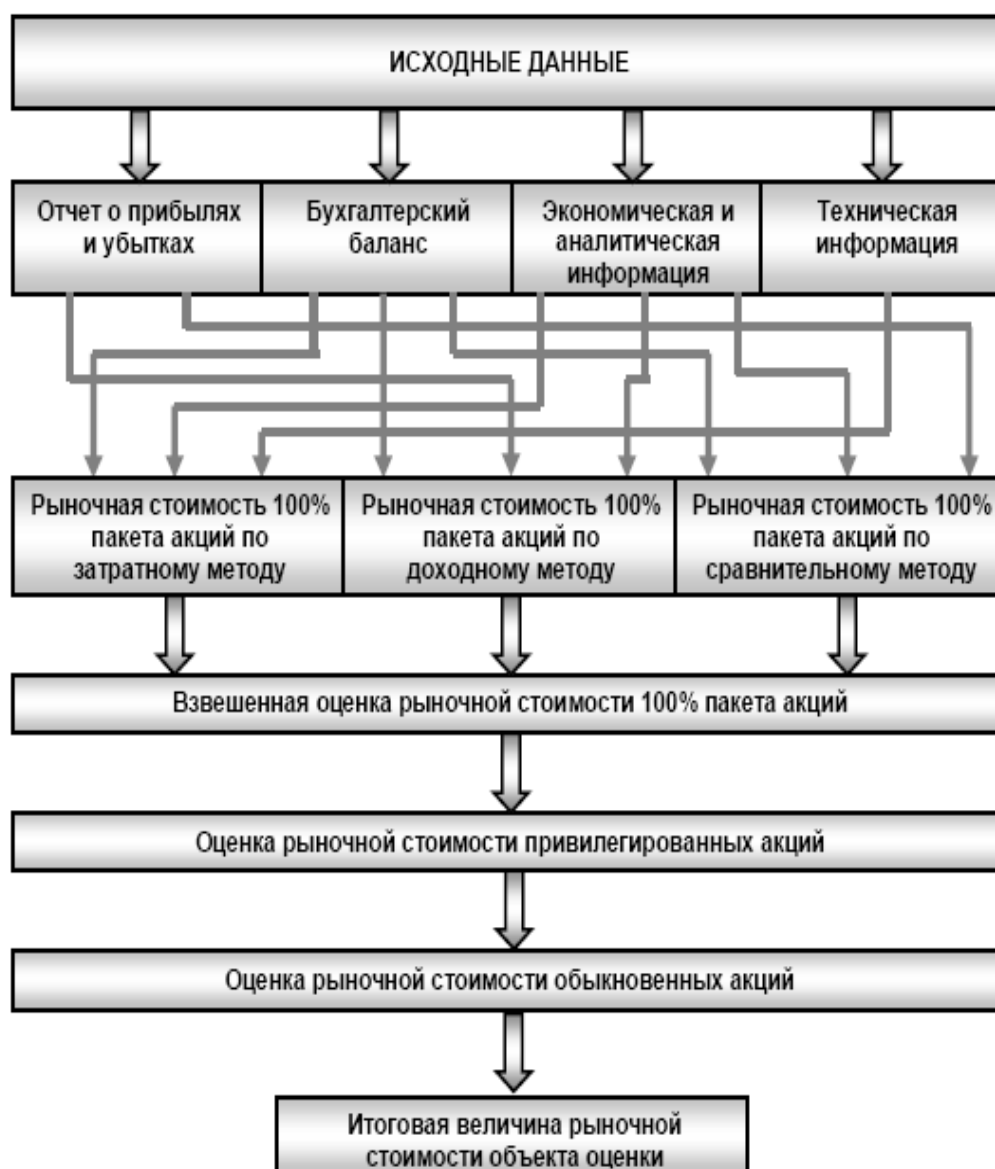 ИСХОДНЫЕ ДАННЫЕ
Отчет о прибылях
и убытках
Бухгалтерский
баланс
Экономическая и
аналитическая
информация
Техническая
информация
Рыночная стоимость 100%
пакета акций по
затратному методу
Рыночная стоимость 100%
пакета акций по
доходному методу
Рыночная стоимость 100%
пакета акций по
сравнительному методу
Взвешенная оценка рыночной стоимости 100% пакета акций
Оценка рыночной стоимости привилегированных акций
Оценка рыночной стоимости обыкновенных акций
Итоговая величина рыночной
стоимости объекта оценки